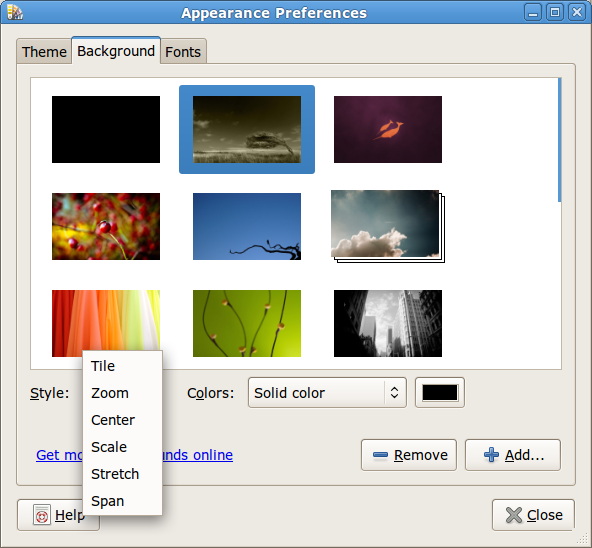 Appearance Preferences
Theme Background Fonts
Style: Colors: Solid color
Tile
Zoom
Center
Scale
Stretch
Span
Get mo nds online
Remove Add...
Help Close